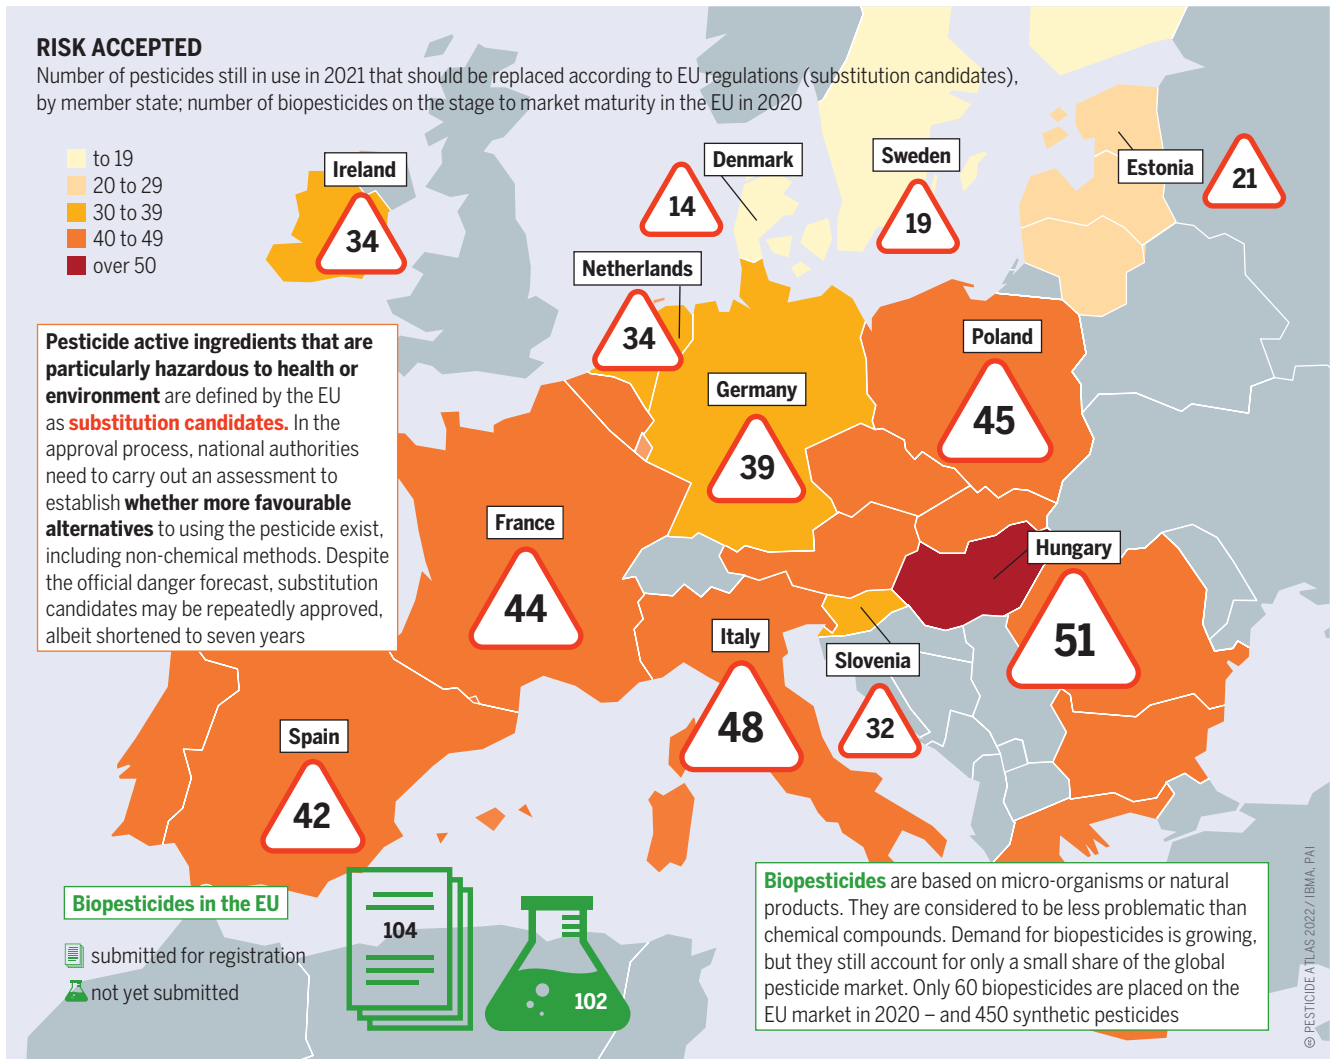 RISK ACCEPTED
Number of pesticides still in use in 2021 that should be replaced according to EU regulations (substitution candidates),
by member state; number of biopesticides on the stage to market maturity in the EU in 2020
to 19
20 to 29
30 to 39
40 to 49
over 50
Ireland
34
Denmark
14
Sweden
19
Estonia
21
Netherlands
34
Germany
39
Poland
45
Pesticide active ingredients that are
particularly hazardous to health or
environment are defined by the EU
as substitution candidates. In the
approval process, national authorities
need to carry out an assessment to
establish whether more favourable
alternatives to using the pesticide exist,
including non-chemical methods. Despite
the official danger forecast, substitution
candidates may be repeatedly approved,
albeit shortened to seven years
France
44
Hungary
51
Italy
48
Slovenia
32
Spain
42
Biopesticides in the EU
submitted for registration
not yet submitted
104
102
Biopesticides are based on micro-organisms or natural
products. They are considered to be less problematic than
chemical compounds. Demand for biopesticides is growing,
but they still account for only a small share of the global
pesticide market. Only 60 biopesticides are placed on the
EU market in 2020 – and 450 synthetic pesticides
PESTICIDE ATLAS 2022 / IBMA, PAI